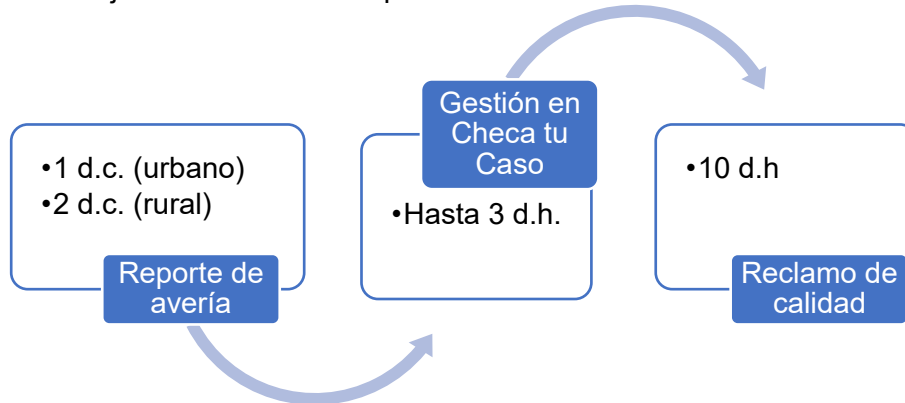 •1 d.c. (urbano)
•2 d.c. (rural)
Reporte de
avería
Gestión en
Checa tu
Caso
•Hasta 3 d.h.
•10 d.h
Reclamo de
calidad